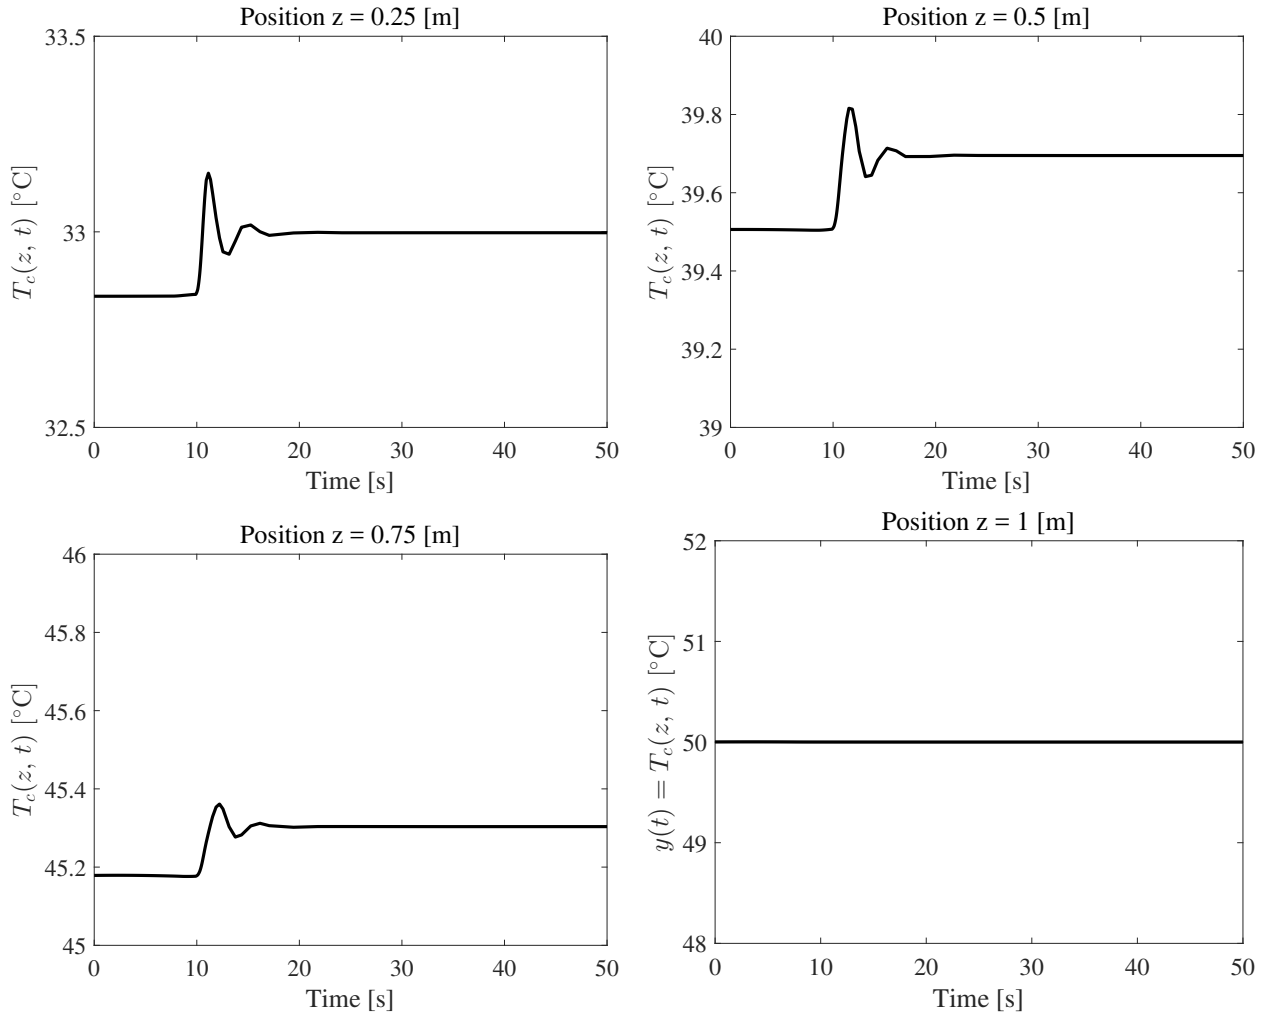 Position z = 0.25 [m]
33.5
33
32.5
T_c(z, t) [°C]
0 10 20 30 40 50
Time [s]
Position z = 0.5 [m]
40
39.8
39.6
39.4
39.2
39
T_c(z, t) [°C]
0 10 20 30 40 50
Time [s]
Position z = 0.75 [m]
46
45.8
45.6
45.4
45.2
45
T_c(z, t) [°C]
0 10 20 30 40 50
Time [s]
Position z = 1 [m]
52
51
50
49
48
y(t) = T_c(z, t) [°C]
0 10 20 30 40 50
Time [s]